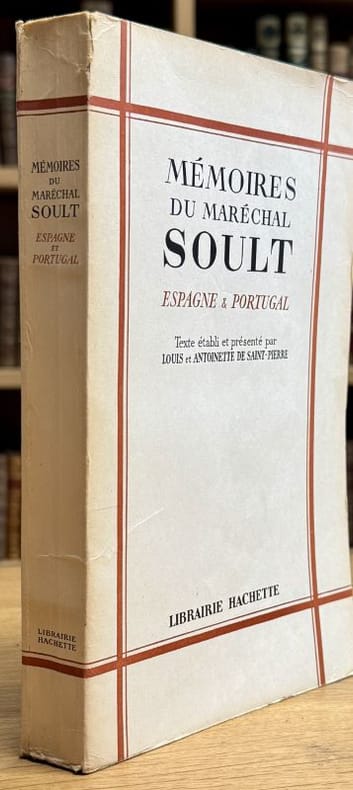 MÉMOIRES
DU
MARÉCHAL
SOULT
ESPAGNE
ET
PORTUGAL
LIBRAIRIE
HACHETTE
MÉMOIRES
DU MARÉCHAL
SOULT
ESPAGNE & PORTUGAL
Texte établi et présenté par
LOUIS et ANTOINETTE DE SAINT-PIERRE
LIBRAIRIE HACHETTE